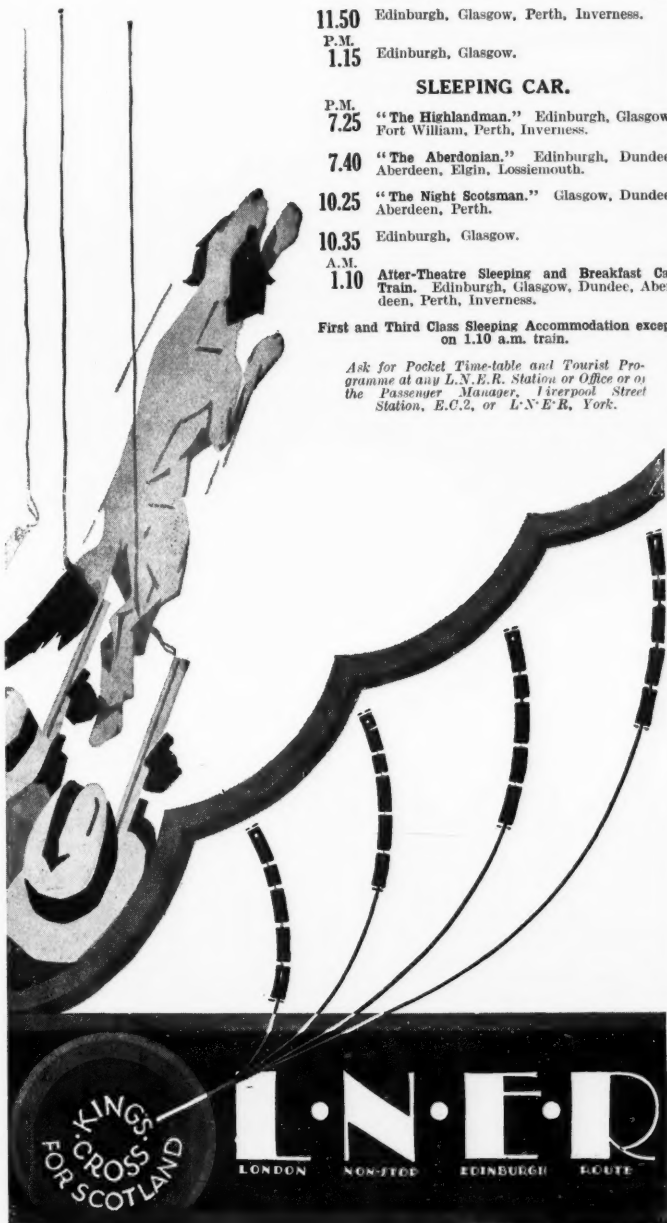 11.50 Edinburgh, Glasgow, Perth, Inverness.
P.M.
1.15 Edinburgh, Glasgow.
SLEEPING CAR.
P.M.
7.25 "The Highlandman." Edinburgh, Glasgow
Fort William, Perth, Inverness.
7.40 "The Aberdonian." Edinburgh, Dundee
Aberdeen, Elgin, Lossiemouth.
10.25 "The Night Scotsman." Glasgow, Dundee
Aberdeen, Perth.
10.35 Edinburgh, Glasgow.
A.M.
1.10 After-Theatre Sleeping and Breakfast Ca
Train. Edinburgh, Glasgow, Dundee, Aber
deen, Perth, Inverness.
First and Third Class Sleeping Accommodation excep
on 1.10 a.m. train.
Ask for Pocket Time-table and Tourist Pro-
gramme at any L.N.E.R. Station or Office or of
the Passenger Manager, Liverpool Street
Station, E.C.2, or L·N·E·R, York.
·KING'S·
CROSS
FOR SCOTLAND
L·N·E·R
LONDON NON-STOP EDINBURGH ROUTE